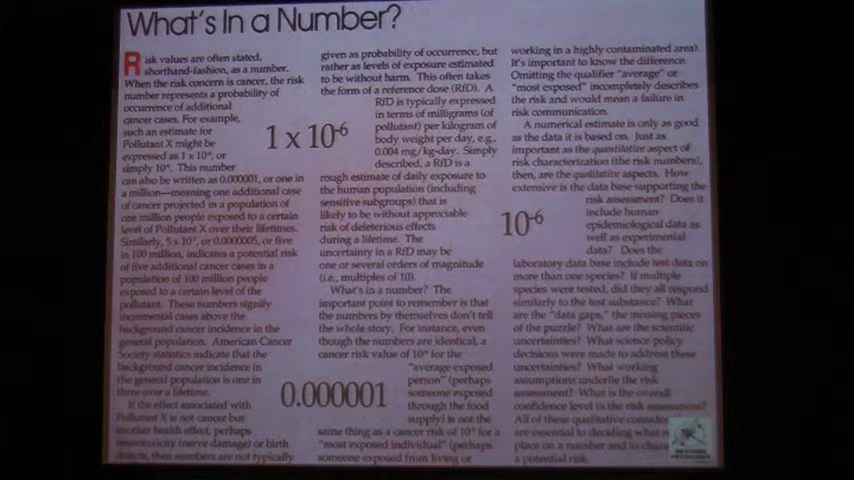 What's In a Number?
Risk values are often stated,
shorthand-fashion, as a number.
When the risk concern is cancer, the risk
number represents a probability of
occurrence of additional
cancer cases. For example,
such an estimate for
Pollutant X might be
expressed as 1 x 10⁻⁶, or
simply 10⁻⁶. This number
can also be written as 0.000001, or one in
a million—meaning one additional case
of cancer projected in a population of
one million people exposed to a certain
level of Pollutant X over their lifetimes.
Similarly, 5 x 10⁻⁷, or 0.0000005, or five
in 100 million, indicates a potential risk
of five additional cancer cases in a
population of 100 million people
exposed to a certain level of the
pollutant. These numbers signify
incremental cases above the
background cancer incidence in the
general population. American Cancer
Society statistics indicate that the
background cancer incidence in
the general population is one in
three over a lifetime.
If the effect associated with
Pollutant X is not cancer but
another health effect, perhaps
neurotoxicity (nerve damage) or birth
defects, then numbers are not typically
1 x 10⁻⁶
0.000001
given as probability of occurrence, but
rather as levels of exposure estimated
to be without harm. This often takes
the form of a reference dose (RfD). A
RfD is typically expressed
in terms of milligrams (of
pollutant) per kilogram of
body weight per day, e.g.,
0.004 mg/kg-day. Simply
described, a RfD is a
rough estimate of daily exposure to
the human population (including
sensitive subgroups) that is
likely to be without appreciable
risk of deleterious effects
during a lifetime. The
uncertainty in a RfD may be
one or several orders of magnitude
(i.e., multiples of 10).
What's in a number? The
important point to remember is that
the numbers by themselves don't tell
the whole story. For instance, even
though the numbers are identical, a
cancer risk value of 10⁻⁶ for the
"average exposed
person" (perhaps
someone exposed
through the food
supply) is not the
same thing as a cancer risk of 10⁻⁶ for a
"most exposed individual" (perhaps
someone exposed from living or
working in a highly contaminated area).
It's important to know the difference.
Omitting the qualifier "average" or
"most exposed" incompletely describes
the risk and would mean a failure in
risk communication.
A numerical estimate is only as good
as the data it is based on. Just as
important as the quantitative aspect of
risk characterization (the risk numbers),
then, are the qualitative aspects. How
extensive is the data base supporting the
risk assessment? Does it
include human
epidemiological data as
well as experimental
data? Does the
laboratory data base include test data on
more than one species? If multiple
species were tested, did they all respond
similarly to the test substance? What
are the "data gaps," the missing pieces
of the puzzle? What are the scientific
uncertainties? What science policy
decisions were made to address these
uncertainties? What working
assumptions underlie the risk
assessment? What is the overall
confidence level in the risk assessment?
All of these qualitative consider
are essential to deciding what
place on a number and to chara
a potential risk.
10⁻⁶